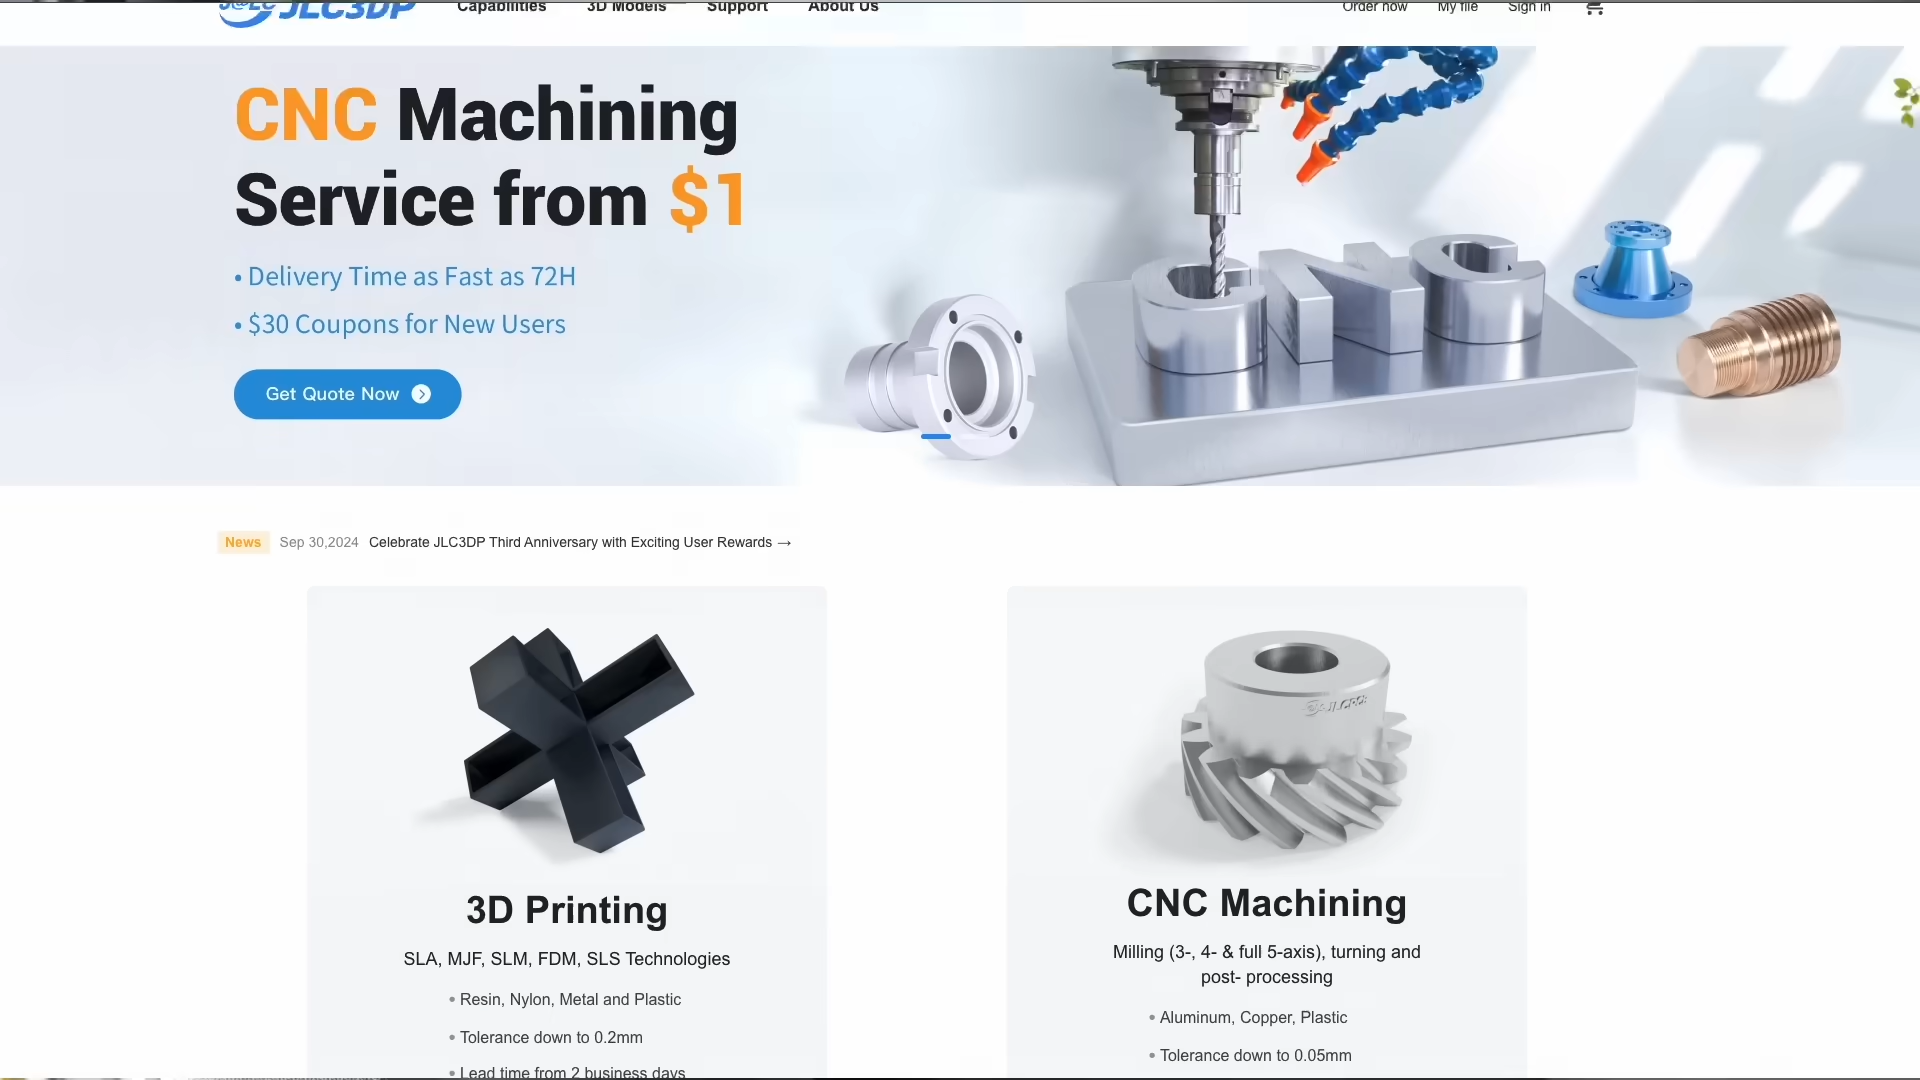 JLC3DP
Capabilities
3D Models
Support
About Us
Order now
My file
Sign in
CNC Machining
Service from $1
• Delivery Time as Fast as 72H
• $30 Coupons for New Users
Get Quote Now
CNC
News Sep 30,2024 Celebrate JLC3DP Third Anniversary with Exciting User Rewards →
3D Printing
SLA, MJF, SLM, FDM, SLS Technologies
• Resin, Nylon, Metal and Plastic
• Tolerance down to 0.2mm
• Lead time from 2 business days
CNC Machining
Milling (3-, 4- & full 5-axis), turning and
post- processing
• Aluminum, Copper, Plastic
• Tolerance down to 0.05mm